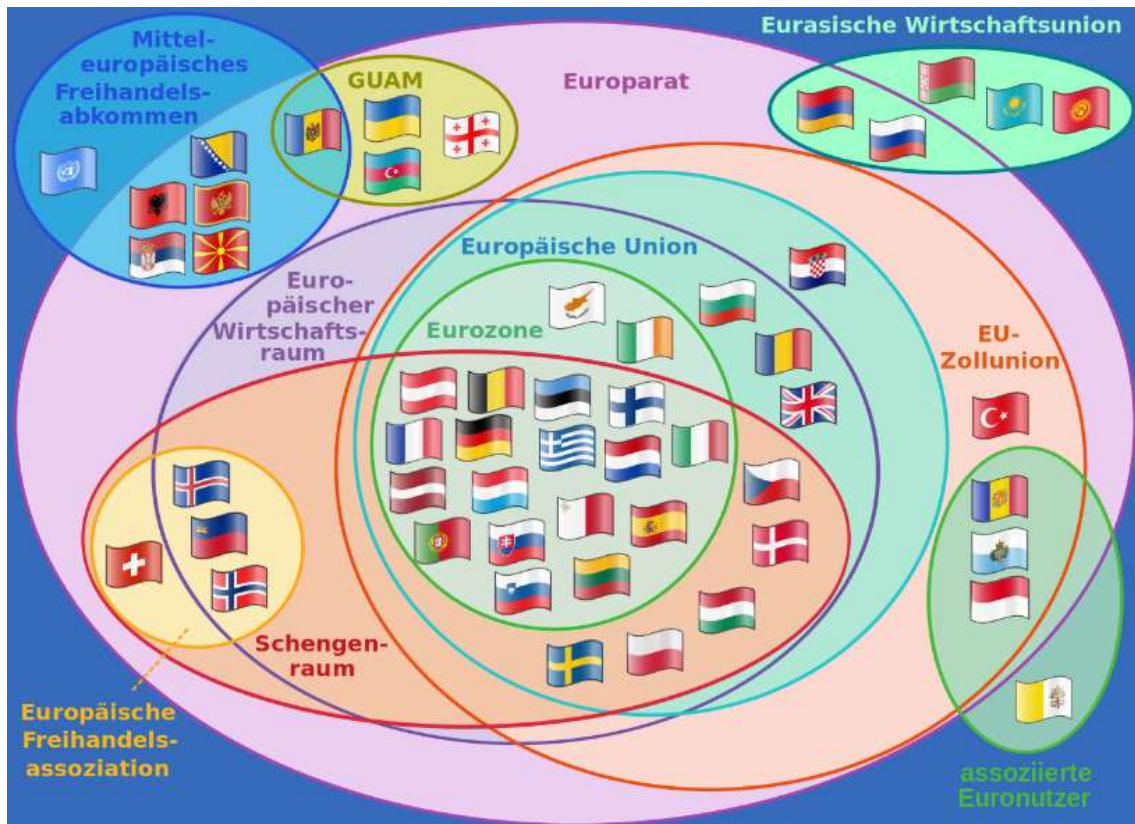 Mittel-
europäisches
Freihandels-
abkommen
GUAM
Europarat
Eurasische Wirtschaftsunion
Europäische Union
Euro-
päischer
Wirtschafts-
raum
Eurozone
EU-
Zollunion
Schengen-
raum
Europäische
Freihandels-
assoziation
assoziierte
Euronutzer